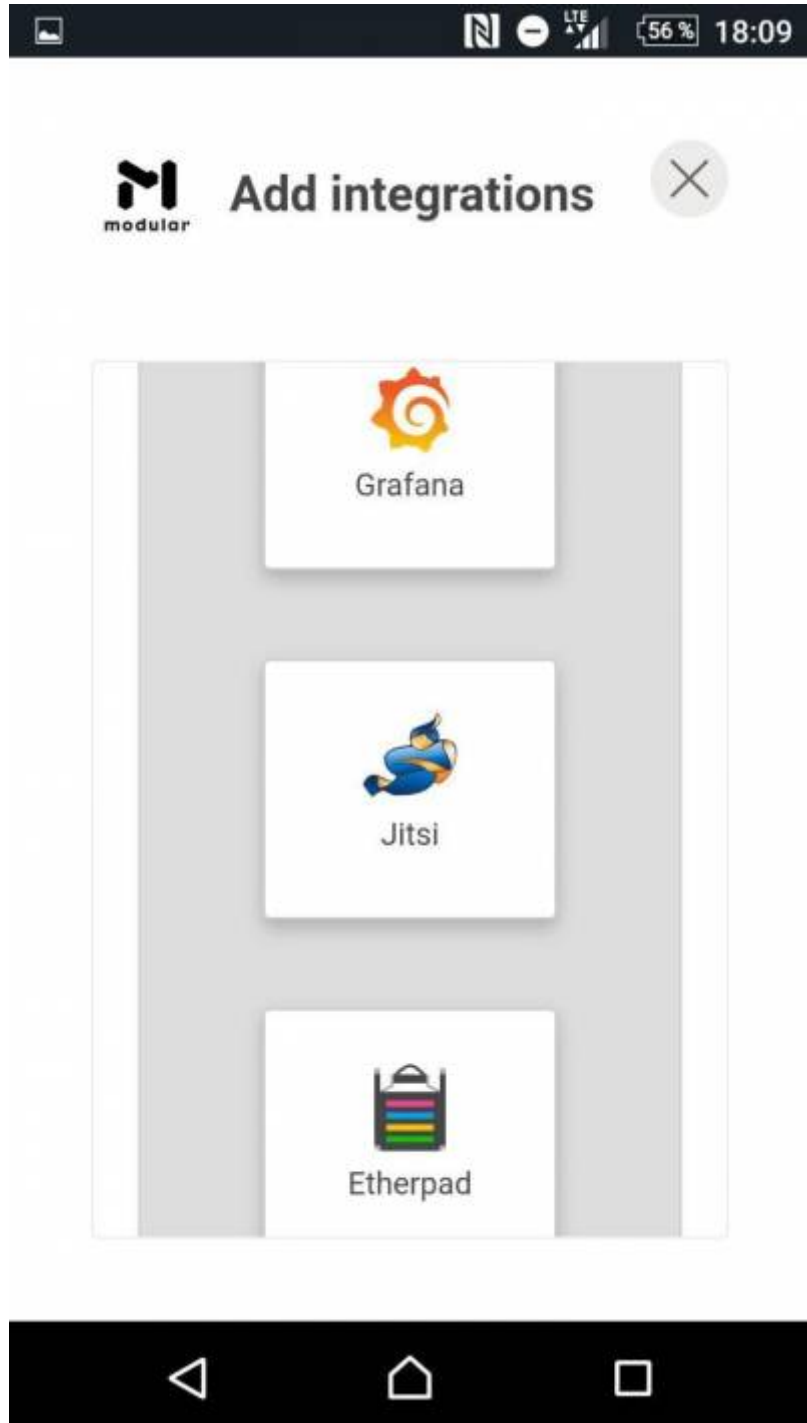 LTE
56 %
18:09
modular
Add integrations
Grafana
Jitsi
Etherpad